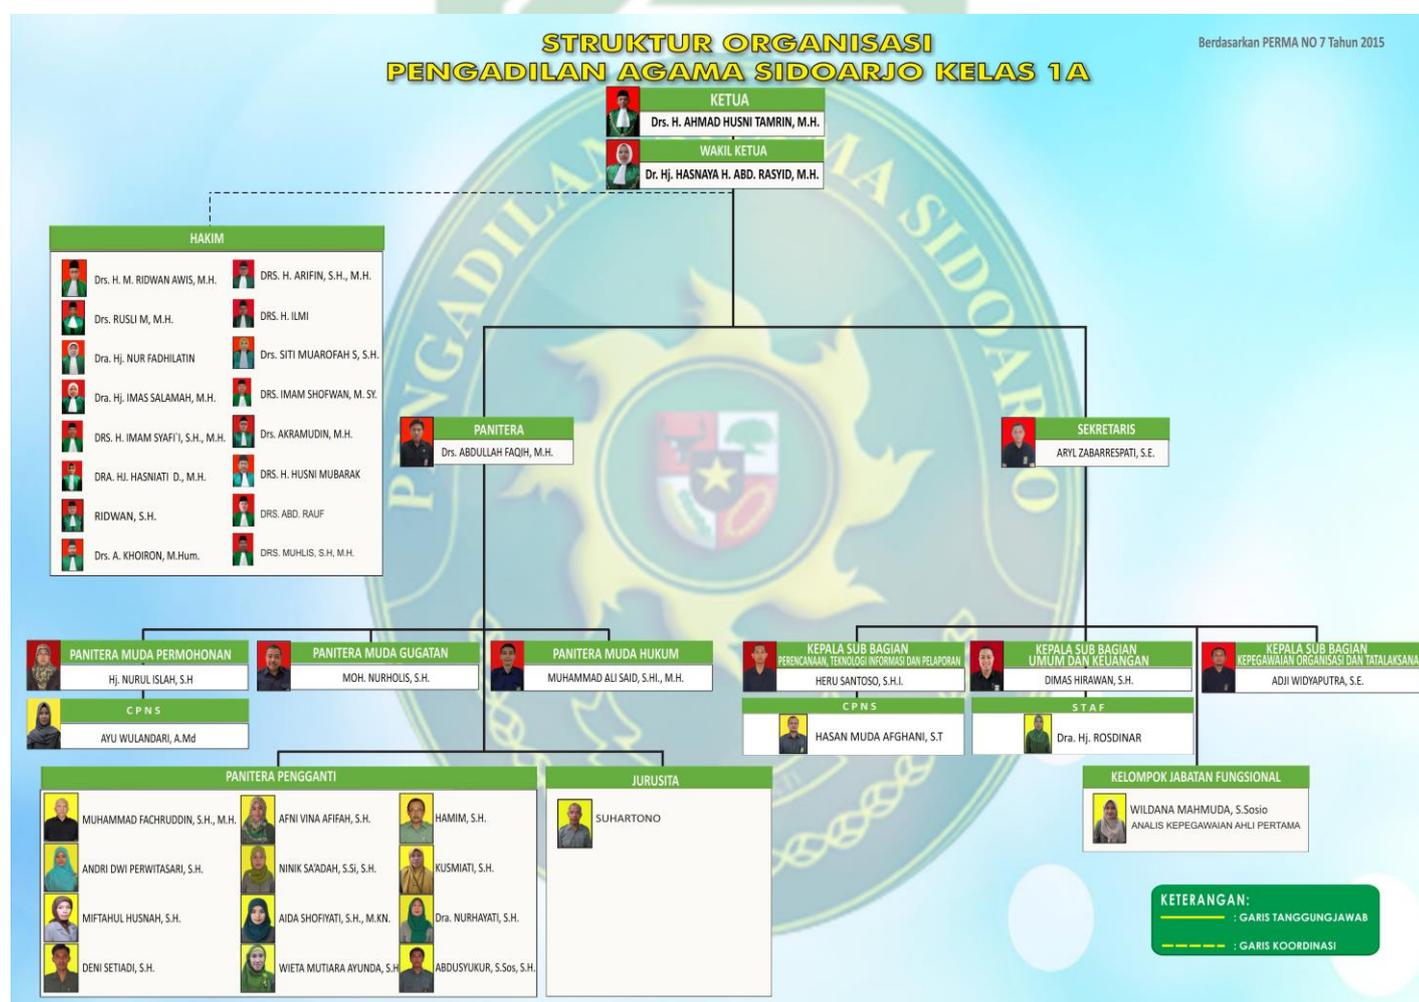 STRUKTUR ORGANISASI
PENGADILAN AGAMA SIDOARJO KELAS 1A
Berdasarkan PERMA NO 7 Tahun 2015
KETUA
Drs. H. AHMAD HUSNI TAMRIN, M.H.
WAKIL KETUA
Dr. Hj. HASNAYA H. ABD. RASYID, M.H.
PENGADILAN AGAMA SIDOARJO
HAKIM
Drs. H. M. RIDWAN AWIS, M.H.
Drs. RUSLI M, M.H.
Dra. Hj. NUR FADHILATIN
Dra. Hj. IMAS SALAMAH, M.H.
DRS. H. IMAM SYAFI`I, S.H., M.H.
DRA. HJ. HASNIATI D., M.H.
RIDWAN, S.H.
Drs. A. KHOIRON, M.Hum.
DRS. H. ARIFIN, S.H., M.H.
DRS. H. ILMI
Drs. SITI MUAROFAH S, S.H.
DRS. IMAM SHOFWAN, M. SY.
Drs. AKRAMUDIN, M.H.
DRS. H. HUSNI MUBARAK
DRS. ABD. RAUF
DRS. MUHLIS, S.H, M.H.
PANITERA
Drs. ABDULLAH FAQIH, M.H.
SEKRETARIS
ARYL ZABARRESPATI, S.E.
PANITERA MUDA PERMOHONAN
Hj. NURUL ISLAH, S.H
CPNS
AYU WULANDARI, A.Md
PANITERA MUDA GUGATAN
MOH. NURHOLIS, S.H.
PANITERA MUDA HUKUM
MUHAMMAD ALI SAID, S.HI., M.H.
KEPALA SUB BAGIAN
PERENCANAAN, TEKNOLOGI INFORMASI DAN PELAPORAN
HERU SANTOSO, S.H.I.
CPNS
HASAN MUDA AFGHANI, S.T
KEPALA SUB BAGIAN
UMUM DAN KEUANGAN
DIMAS HIRAWAN, S.H.
STAF
Dra. Hj. ROSDINAR
KEPALA SUB BAGIAN
KEPEGAWAIAN ORGANISASI DAN TATALAKSANA
ADJI WIDYAPUTRA, S.E.
PANITERA PENGGANTI
MUHAMMAD FACHRUDDIN, S.H., M.H.
ANDRI DWI PERWITASARI, S.H.
MIFTAHUL HUSNAH, S.H.
DENI SETIADI, S.H.
AFNI VINA AFIFAH, S.H.
NINIK SA'ADAH, S.Si, S.H.
AIDA SHOFIYATI, S.H., M.KN.
WIETA MUTIARA AYUNDA, S.H
HAMIM, S.H.
KUSMIATI, S.H.
Dra. NURHAYATI, S.H.
ABDUSYUKUR, S.Sos, S.H.
JURUSITA
SUHARTONO
KELOMPOK JABATAN FUNGSIONAL
WILDANA MAHMUDA, S.Sosio
ANALIS KEPEGAWAIAN AHLI PERTAMA
KETERANGAN:
: GARIS TANGGUNGJAWAB
: GARIS KOORDINASI